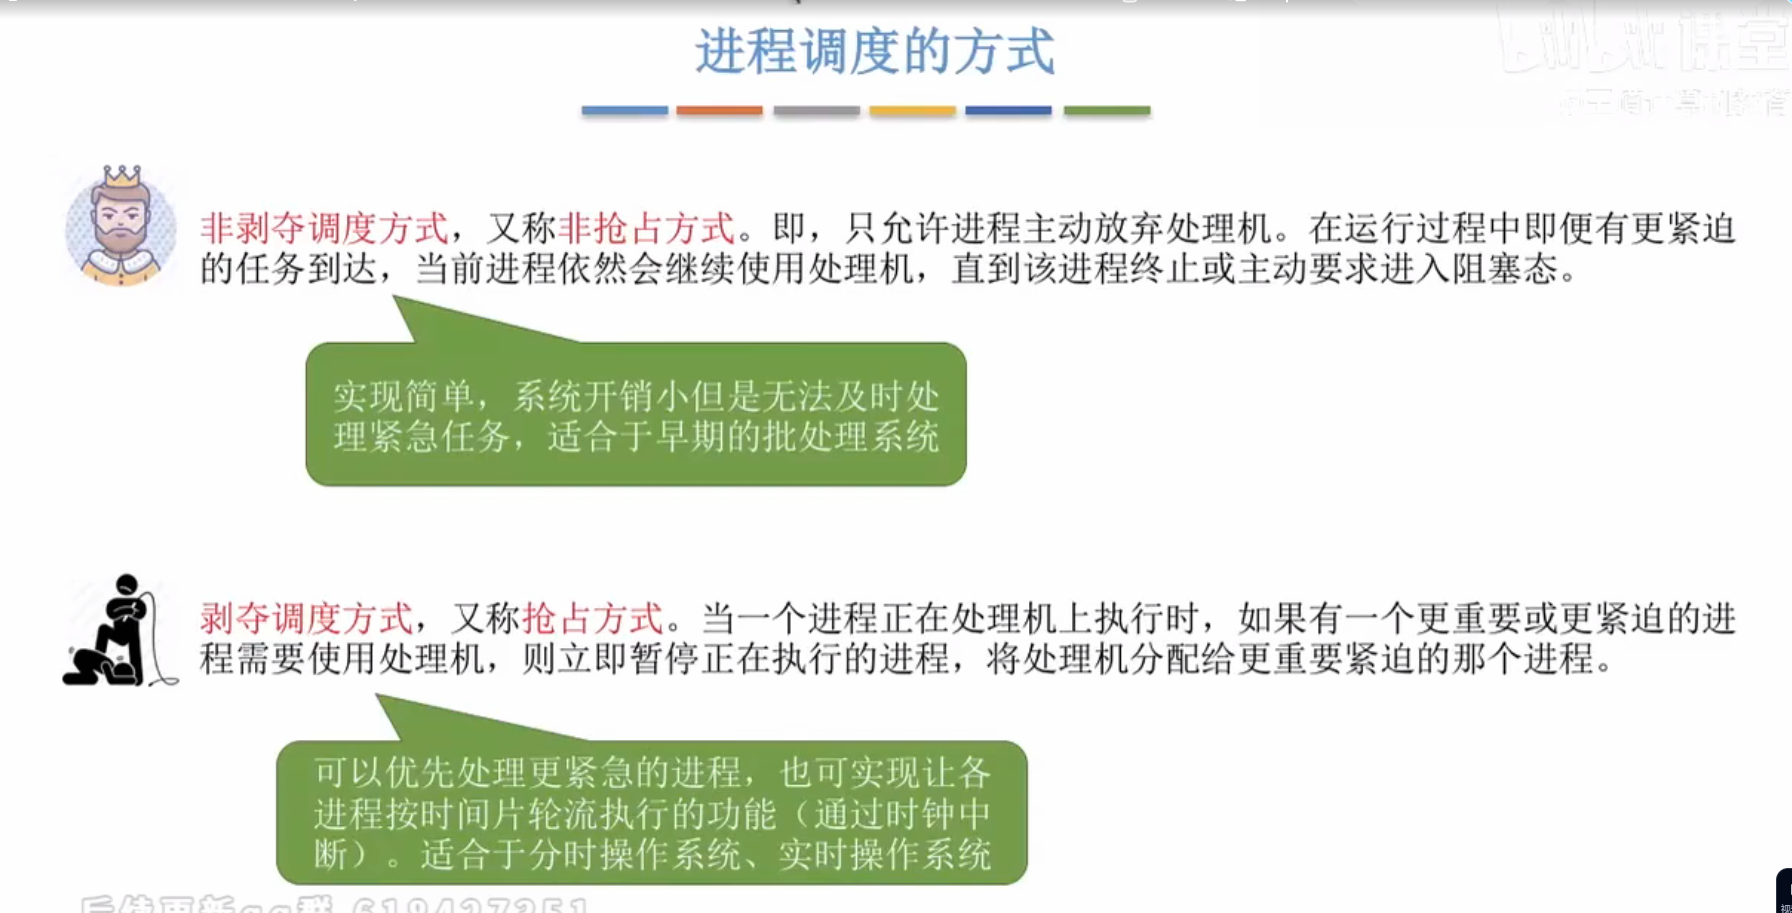 进程调度的方式
非剥夺调度方式，又称非抢占方式。即，只允许进程主动放弃处理机。在运行过程中即便有更紧迫
的任务到达，当前进程依然会继续使用处理机，直到该进程终止或主动要求进入阻塞态。
实现简单，系统开销小但是无法及时处
理紧急任务，适合于早期的批处理系统
剥夺调度方式，又称抢占方式。当一个进程正在处理机上执行时，如果有一个更重要或更紧迫的进
程需要使用处理机，则立即暂停正在执行的进程，将处理机分配给更重要紧迫的那个进程。
可以优先处理更紧急的进程，也可实现让各
进程按时间片轮流执行的功能（通过时钟中
断）。适合于分时操作系统、实时操作系统